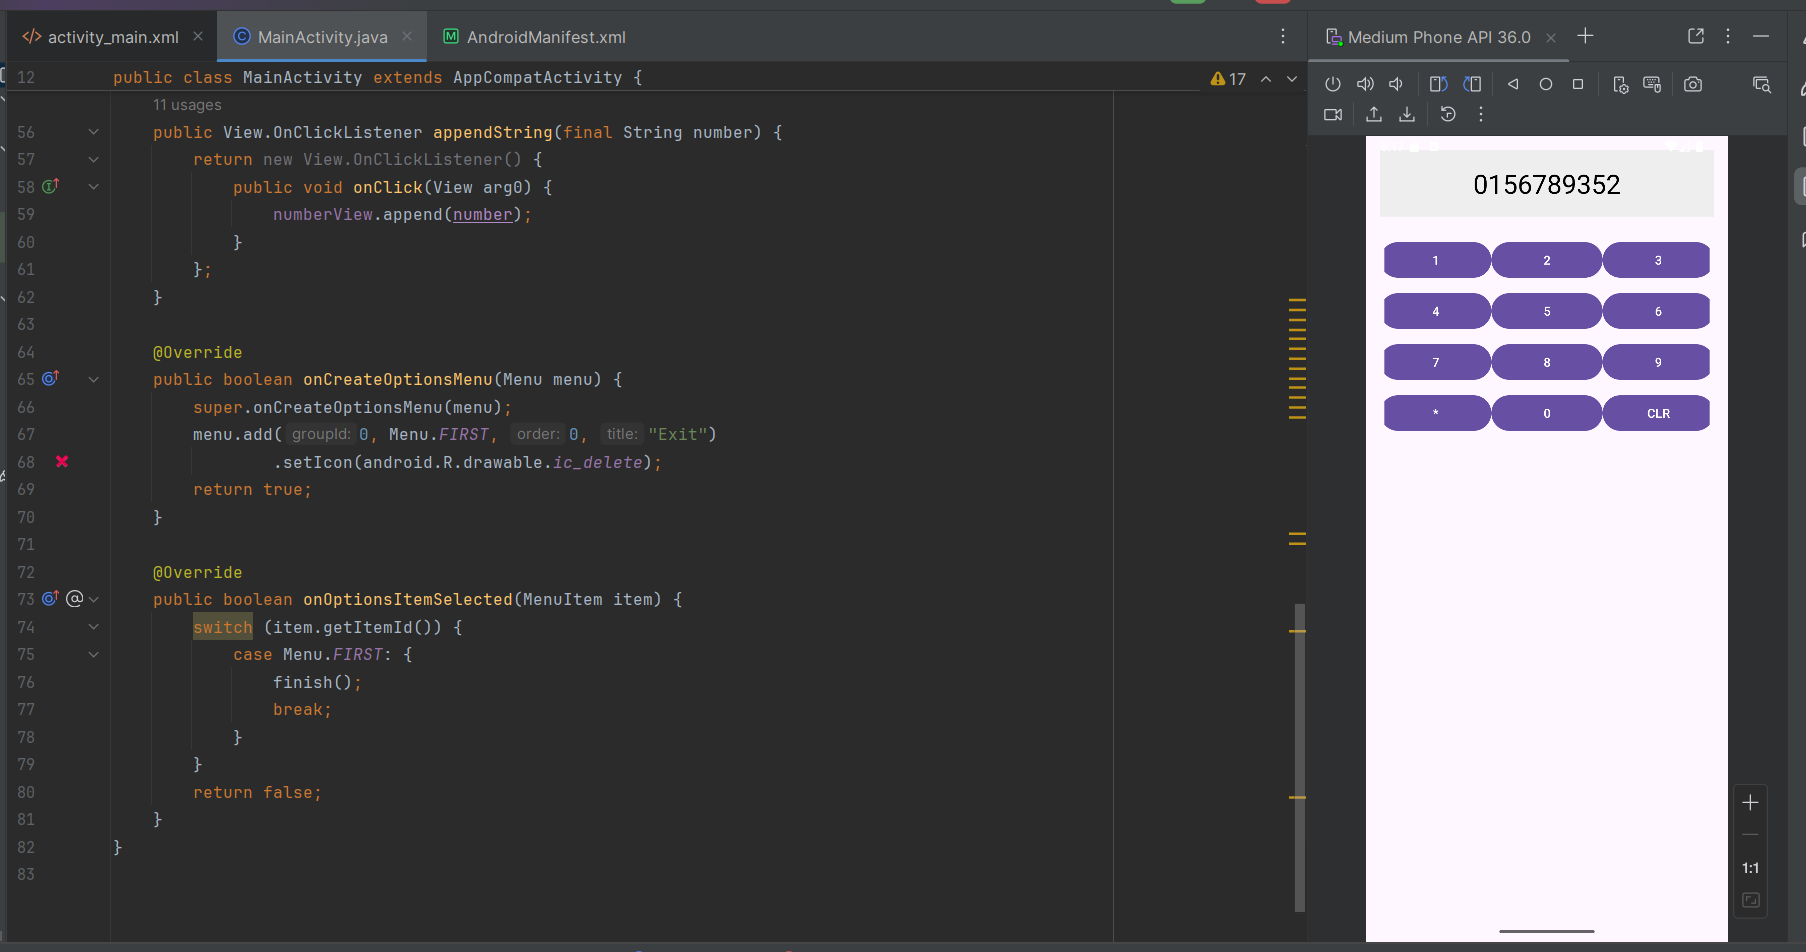 activity_main.xml
MainActivity.java
AndroidManifest.xml
12 public class MainActivity extends AppCompatActivity {
17
11 usages
56 public View.OnClickListener appendString(final String number) {
57 return new View.OnClickListener() {
58 public void onClick(View arg0) {
59 numberView.append(number);
60 }
61 };
62 }
63
64 @Override
65 public boolean onCreateOptionsMenu(Menu menu) {
66 super.onCreateOptionsMenu(menu);
67 menu.add( groupId: 0, Menu.FIRST, order: 0, title: "Exit")
68 .setIcon(android.R.drawable.ic_delete);
69 return true;
70 }
71
72 @Override
73 public boolean onOptionsItemSelected(MenuItem item) {
74 switch (item.getItemId()) {
75 case Menu.FIRST: {
76 finish();
77 break;
78 }
79 }
80 return false;
81 }
82 }
83
Medium Phone API 36.0
0156789352
1 2 3
4 5 6
7 8 9
* 0 CLR
1:1